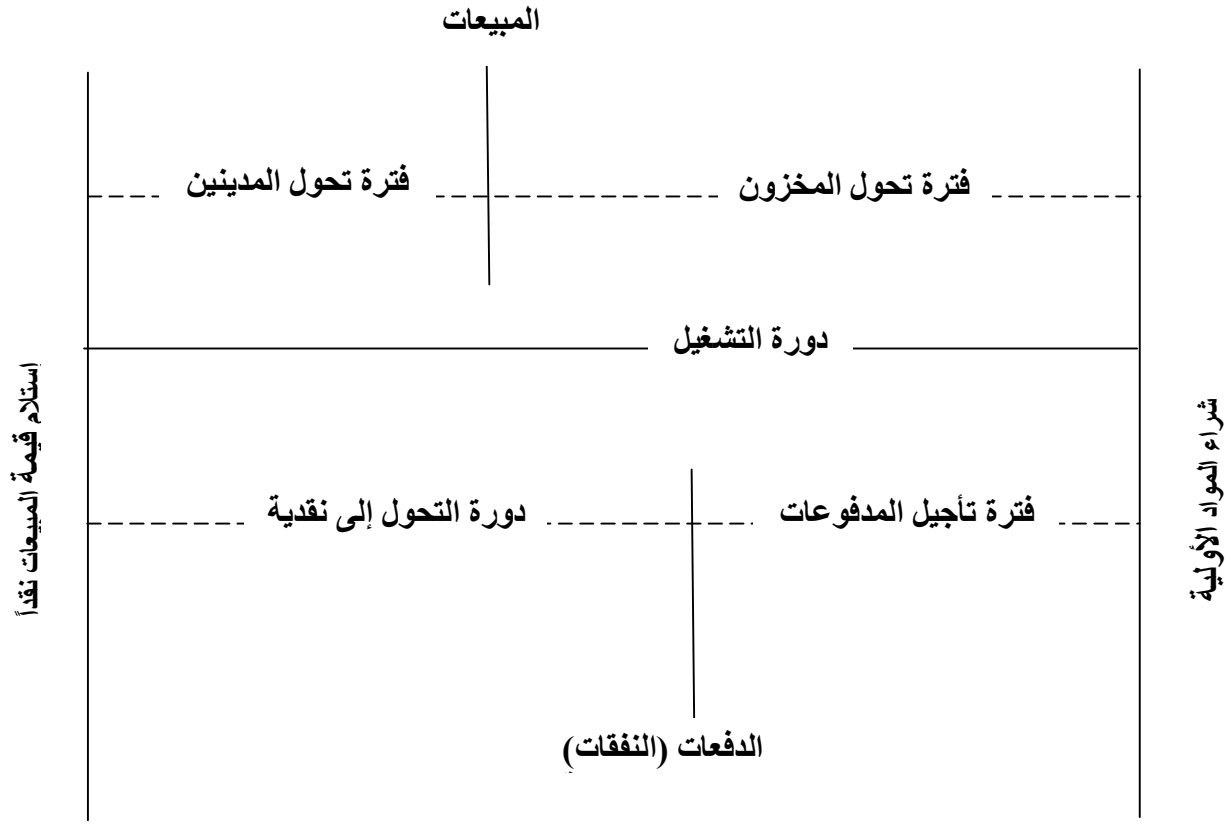 المبيعات
فترة تحول المخزون
فترة تحول المدينين
دورة التشغيل
شراء المواد الأولية
إستلام قيمة المبيعات نقداً
فترة تأجيل المدفوعات
دورة التحول إلى نقدية
الدفعات (النفقات)